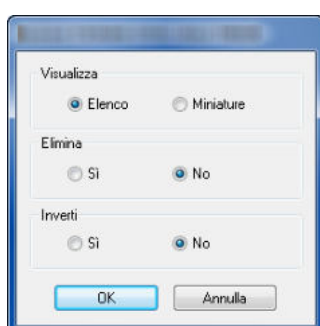 Visualizza
Elenco Miniature
Elimina
Sì No
Inverti
Sì No
OK Annulla